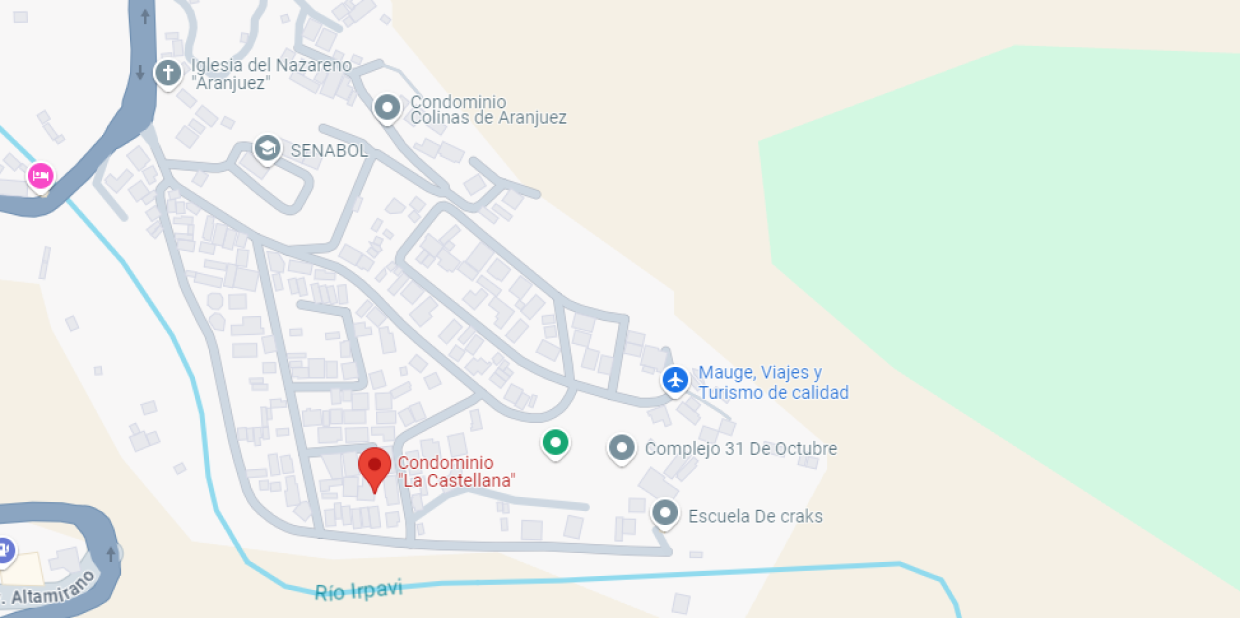 Iglesia del Nazareno
"Aranjuez"
Condominio
Colinas de Aranjuez
SENABOL
Mauge, Viajes y
Turismo de calidad
Complejo 31 De Octubre
Condominio
"La Castellana"
Escuela De craks
Río Irpavi
. Altamirano